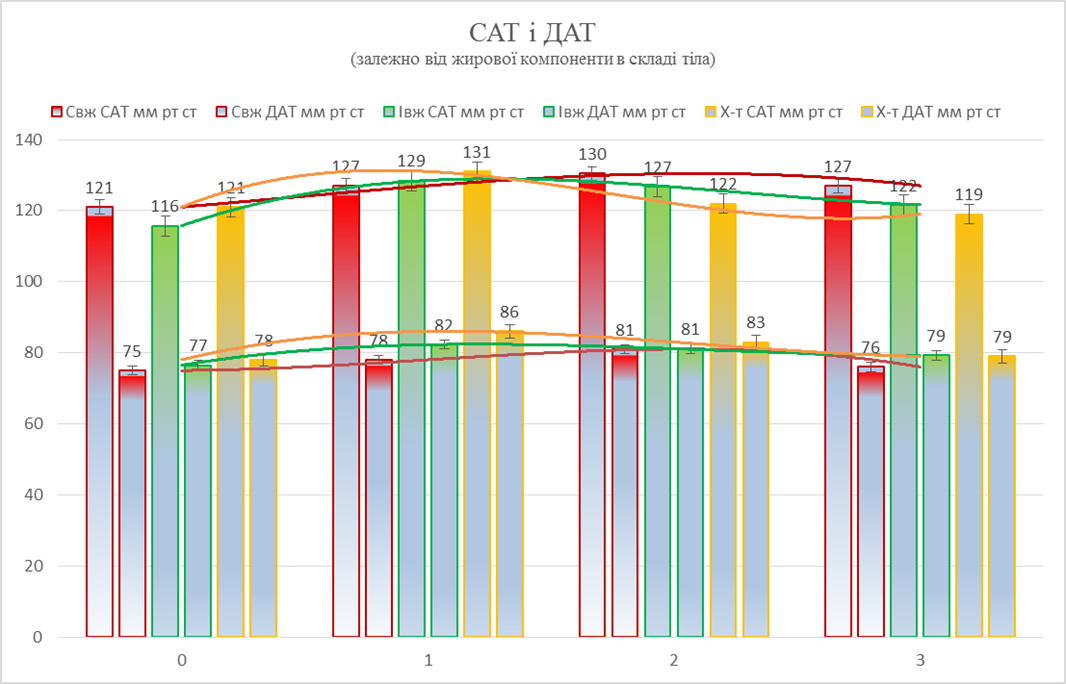 САТ і ДАТ
(залежно від жирової компоненти в складі тіла)
Свж САТ мм рт ст Свж ДАТ мм рт ст Івж САТ мм рт ст Івж ДАТ мм рт ст Х-т САТ мм рт ст Х-т ДАТ мм рт ст
140
120
100
80
60
40
20
0
121 75 116 77 121 78
127 78 129 82 131 86
130 81 127 81 122 83
127 76 122 79 119 79
0 1 2 3